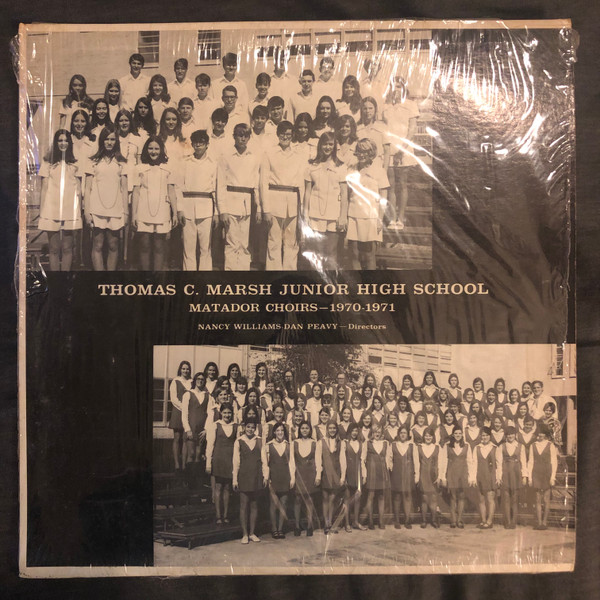 THOMAS C. MARSH JUNIOR HIGH SCHOOL
MATADOR CHOIRS—1970-1971
NANCY WILLIAMS-DAN PEAVY—Directors